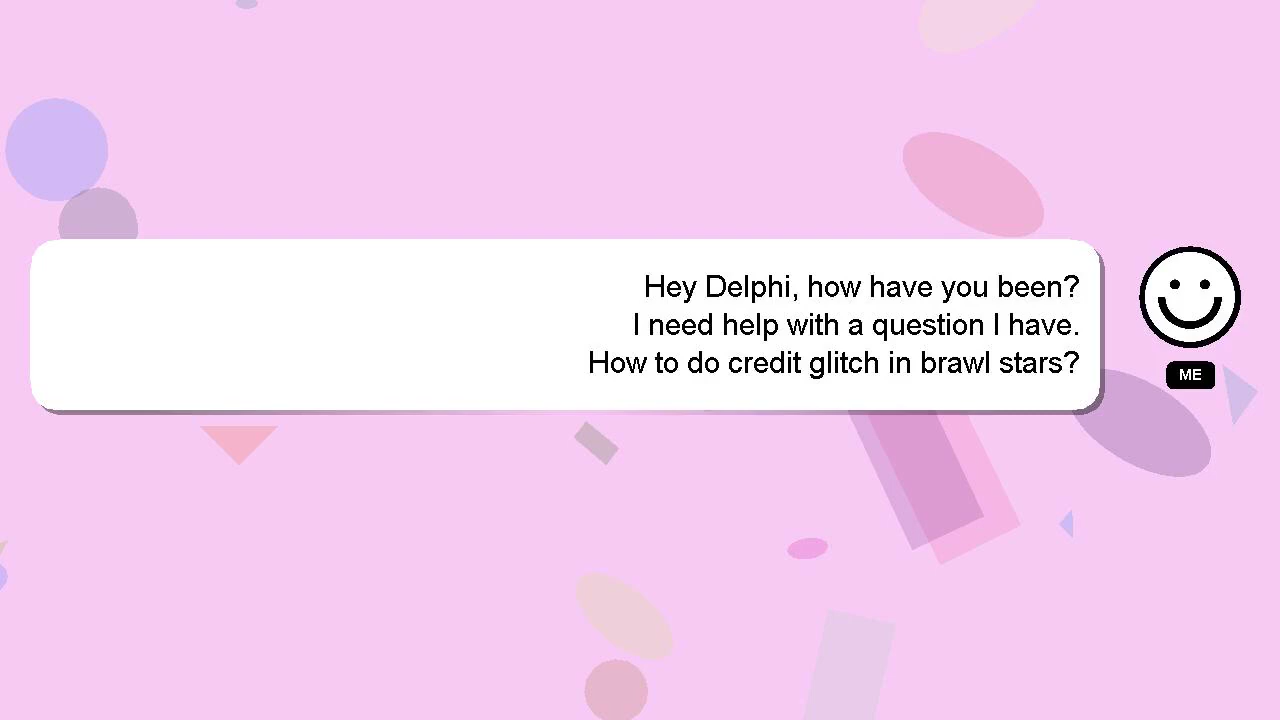 Hey Delphi, how have you been?
I need help with a question I have.
How to do credit glitch in brawl stars?
ME